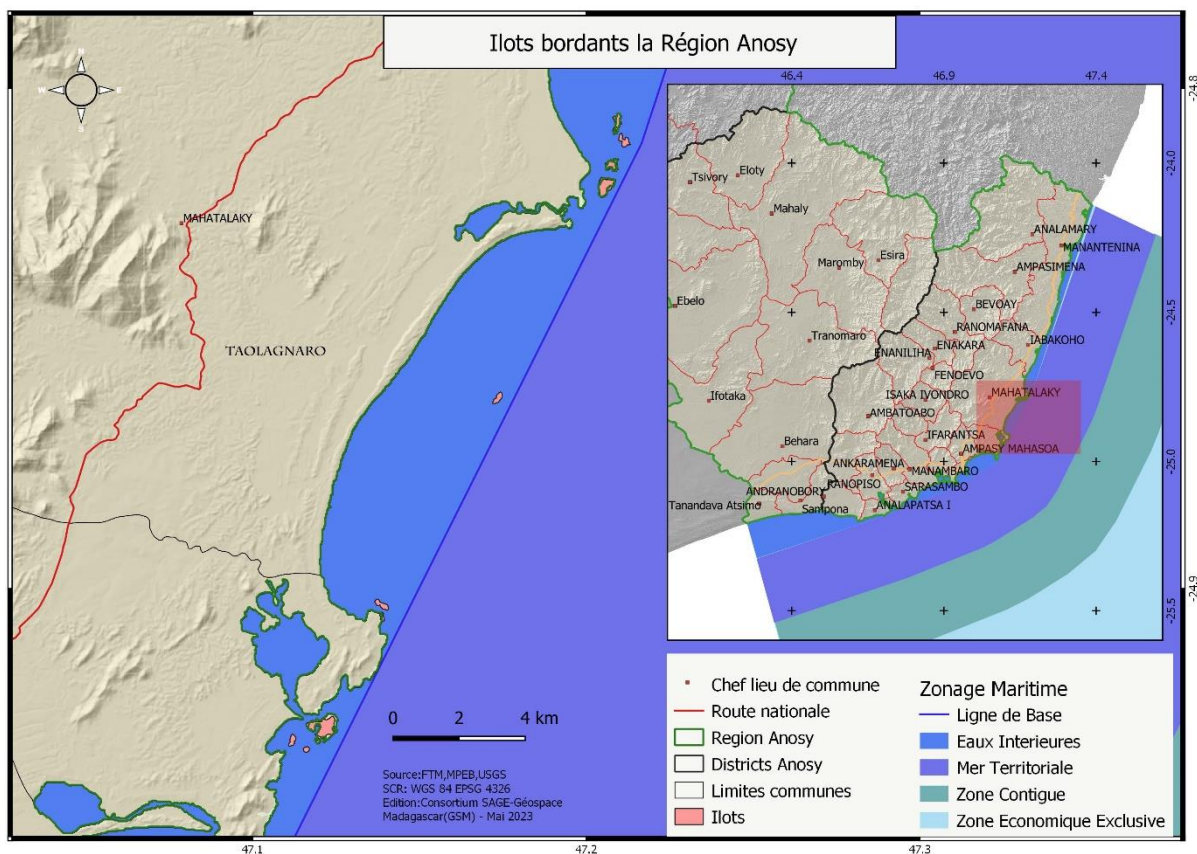 Ilots bordants la Région Anosy
N
W
E
S
MAHATALAKY
TAOLAGNARO
0 2 4 km
Source:FTM,MPEB,USGS
SCR: WGS 84 EPSG 4326
Edition:Consortium SAGE-Géospace
Madagascar(GSM) - Mai 2023
47.1
47.2
47.3
-24.8
-24.9
46.4
46.9
47.4
-24.0
-24.5
-25.0
-25.5
Tsivory
Eloty
Mahaly
Maromby
Esira
Ebelo
Tranomaro
Ifotaka
Behara
Tanandava Atsimo
ANDRANOBORY
Sampona
ANALAMARY
MANANTENINA
AMPASIMENA
BEVOAY
RANOMAFANA
ENAKARA
ENANILIHA
IABAKOHO
FENOEVO
ISAKA IVONDRO
MAHATALAKY
AMBATOABO
IFARANTSA
AMPASY MAHASOA
ANKARAMENA
MANAMBARO
RANOPISO
SARASAMBO
ANALAPATSA I
Chef lieu de commune
Route nationale
Region Anosy
Districts Anosy
Limites communes
Ilots
Zonage Maritime
Ligne de Base
Eaux Interieures
Mer Territoriale
Zone Contigue
Zone Economique Exclusive